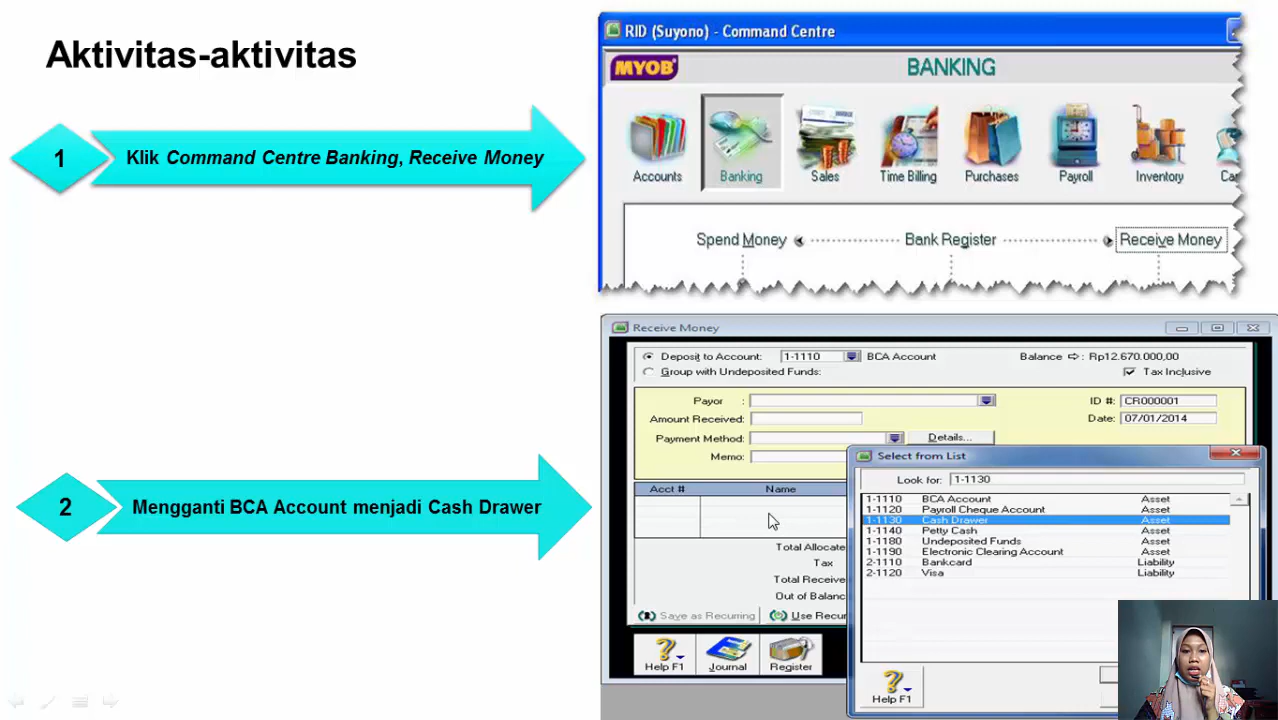 Aktivitas-aktivitas
1
Klik Command Centre Banking, Receive Money
RID (Suyono) - Command Centre
MYOB
BANKING
Accounts
Banking
Sales
Time Billing
Purchases
Payroll
Inventory
Spend Money
Bank Register
Receive Money
2
Mengganti BCA Account menjadi Cash Drawer
Receive Money
Deposit to Account: 1-1110 BCA Account Balance Rp12.670.000,00
Group with Undeposited Funds: Tax Inclusive
Payor : ID #: CR000001
Amount Received: Date: 07/01/2014
Payment Method: Details...
Memo:
Acct # Name
Total Allocate
Tax
Total Receive
Out of Balanc
Save as Recurring Use Recur
Help F1 Journal Register
Select from List
Look for: 1-1130
1-1110 BCA Account Asset
1-1120 Payroll Cheque Account Asset
1-1130 Cash Drawer Asset
1-1140 Petty Cash Asset
1-1180 Undeposited Funds Asset
1-1190 Electronic Clearing Account Asset
2-1110 Bankcard Liability
2-1120 Visa Liability
Help F1